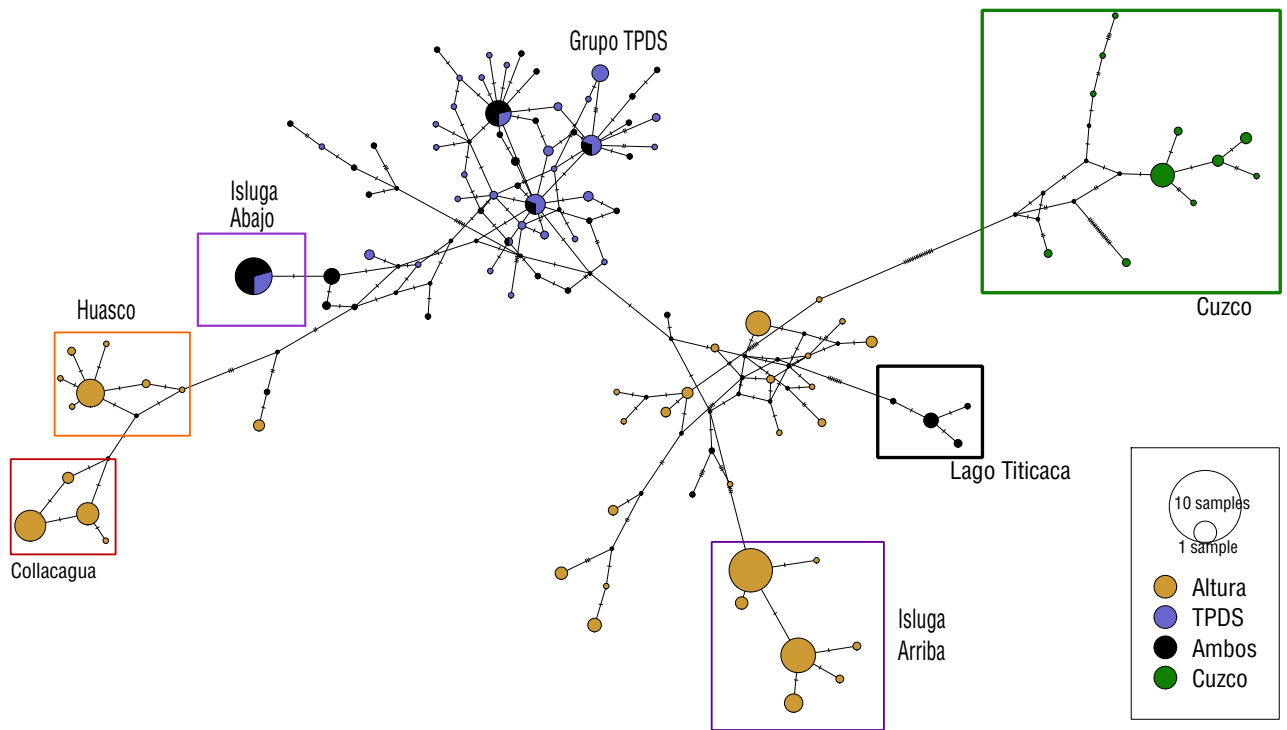 Grupo TPDS
Isluga
Abajo
Huasco
Collacagua
Cuzco
Lago Titicaca
Isluga
Arriba
10 samples
1 sample
Altura
TPDS
Ambos
Cuzco